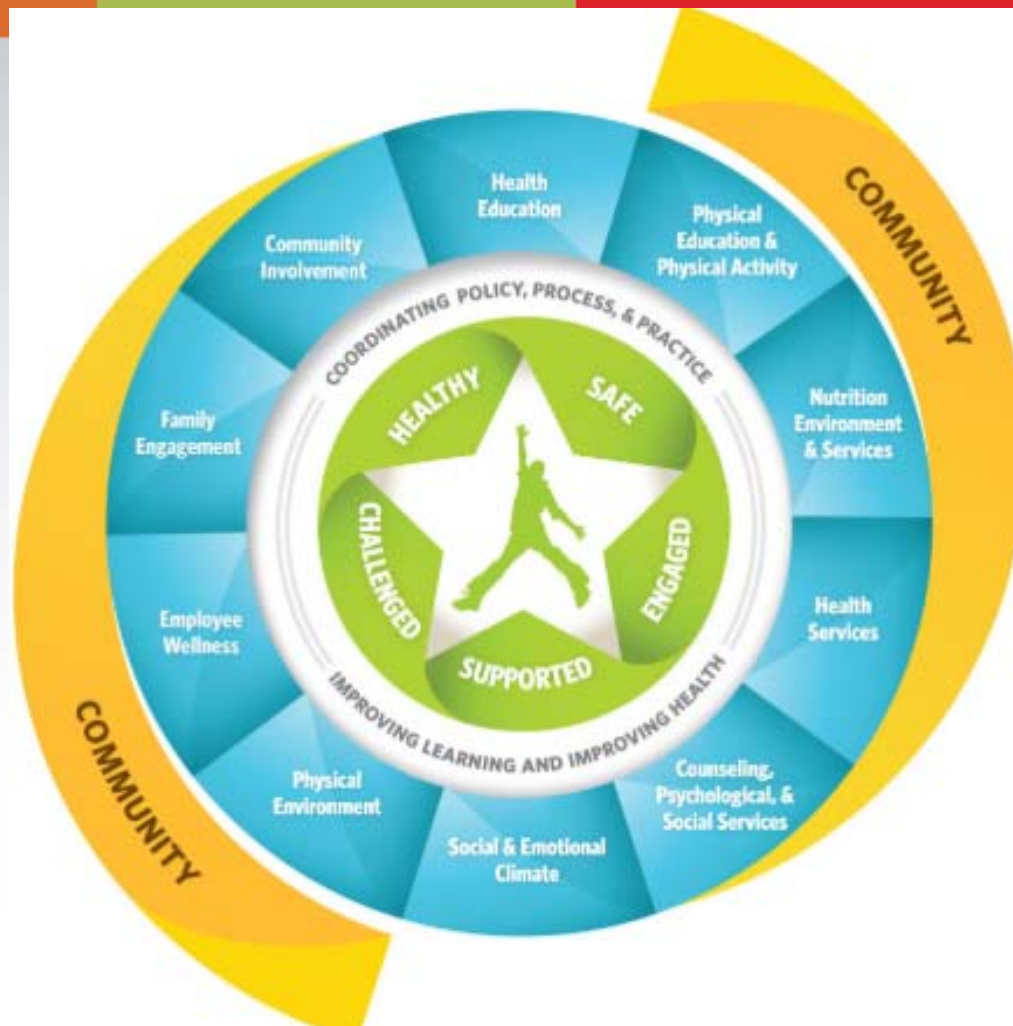 COMMUNITY
Health
Education
Physical
Education &
Physical Activity
Nutrition
Environment
& Services
Health
Services
Counseling,
Psychological, &
Social Services
Social & Emotional
Climate
Physical
Environment
Employee
Wellness
Family
Engagement
Community
Involvement
COORDINATING POLICY, PROCESS, & PRACTICE
IMPROVING LEARNING AND IMPROVING HEALTH
HEALTHY
SAFE
ENGAGED
SUPPORTED
CHALLENGED
COMMUNITY